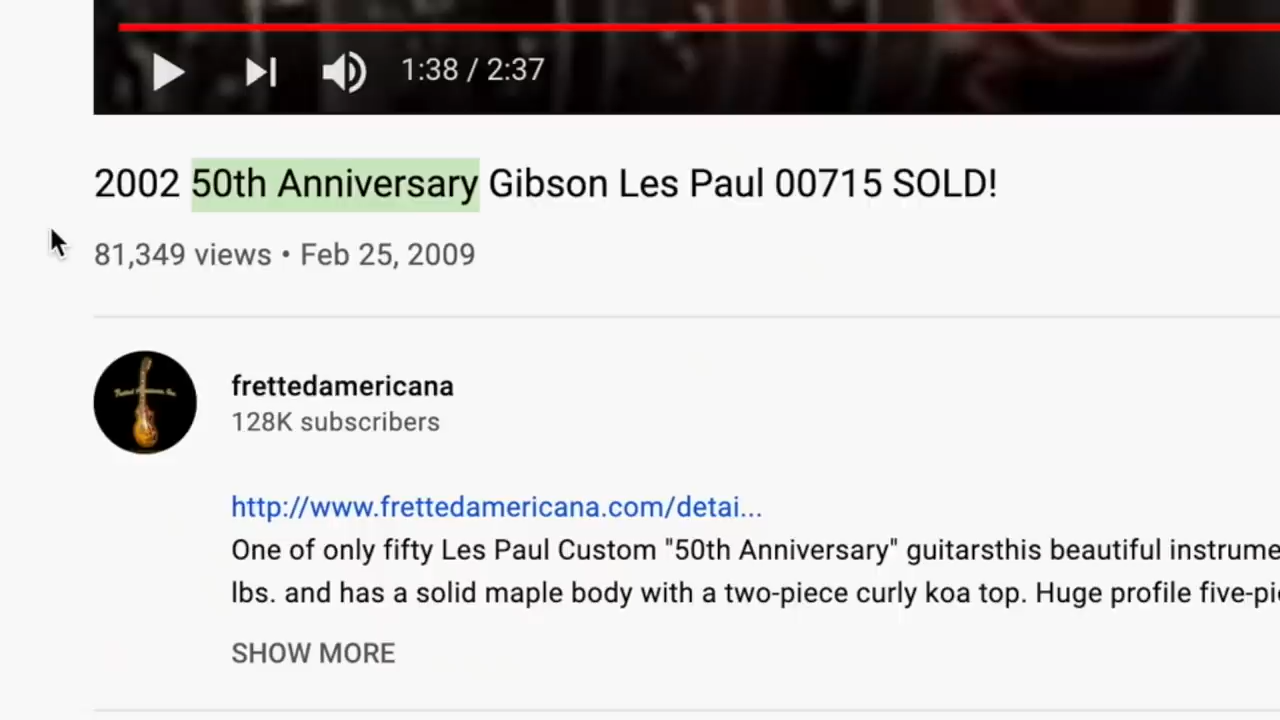 1:38 / 2:37
2002 50th Anniversary Gibson Les Paul 00715 SOLD!
81,349 views • Feb 25, 2009
frettedamericana
128K subscribers
http://www.frettedamericana.com/detai...
One of only fifty Les Paul Custom "50th Anniversary" guitarsthis beautiful instrume
lbs. and has a solid maple body with a two-piece curly koa top. Huge profile five-pi
SHOW MORE